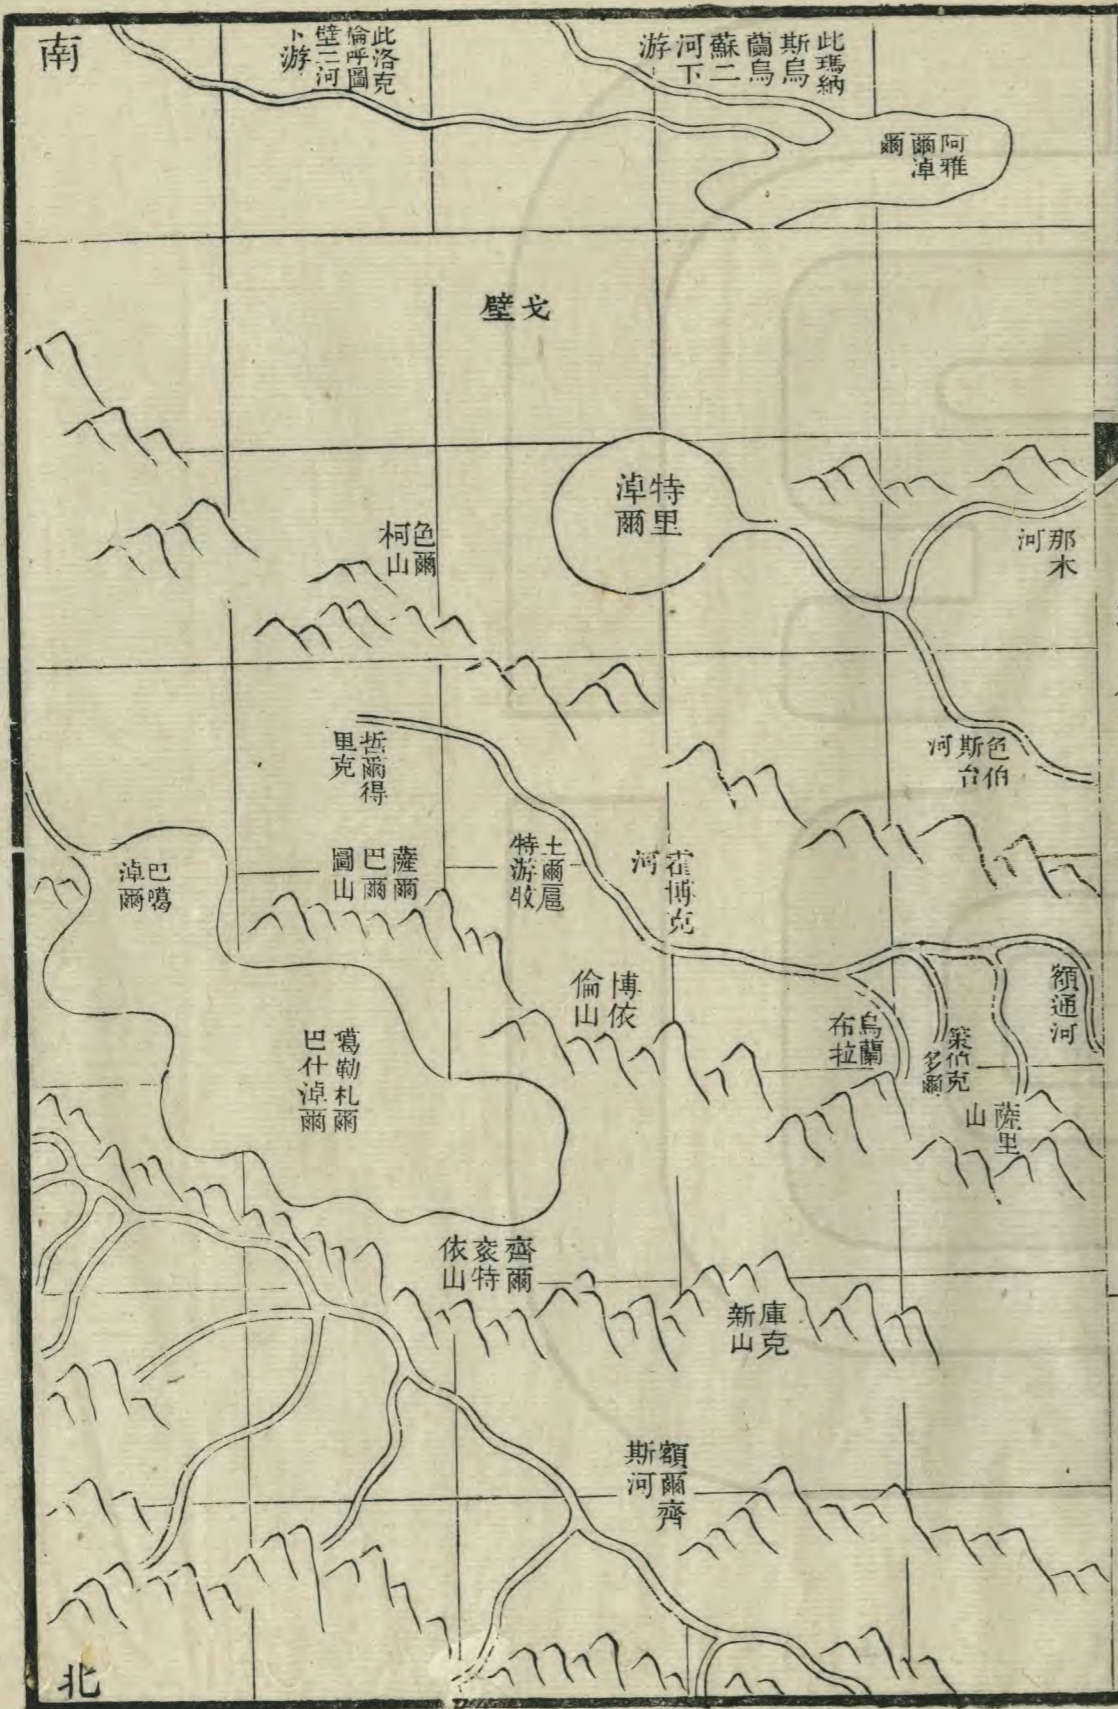 南
此瑪納
斯烏
蘭烏
蘇二
河下
游
此洛克
倫呼圖
壁二河
下游
阿雅
爾淖
爾
戈壁
特里
淖爾
那木
河
色爾
柯山
色伯
斯台
河
哲爾得
里克
土爾扈
特游牧
霍博克
河
薩爾
巴爾
圖山
巴噶
淖爾
博依
倫山
額通河
策伯克
多爾
烏蘭
布拉
薩里
山
噶勒札爾
巴什淖爾
齊爾
袞特
依山
庫克
新山
額爾齊
斯河
北